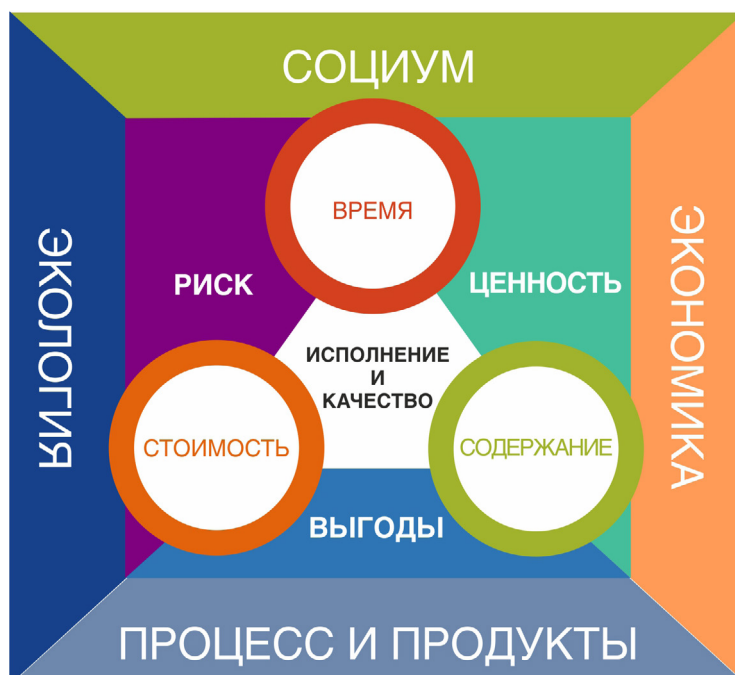 СОЦИУМ
ВРЕМЯ
ЭКОЛОГИЯ
ЭКОНОМИКА
РИСК
ЦЕННОСТЬ
ИСПОЛНЕНИЕ
И
КАЧЕСТВО
СТОИМОСТЬ
СОДЕРЖАНИЕ
ВЫГОДЫ
ПРОЦЕСС И ПРОДУКТЫ